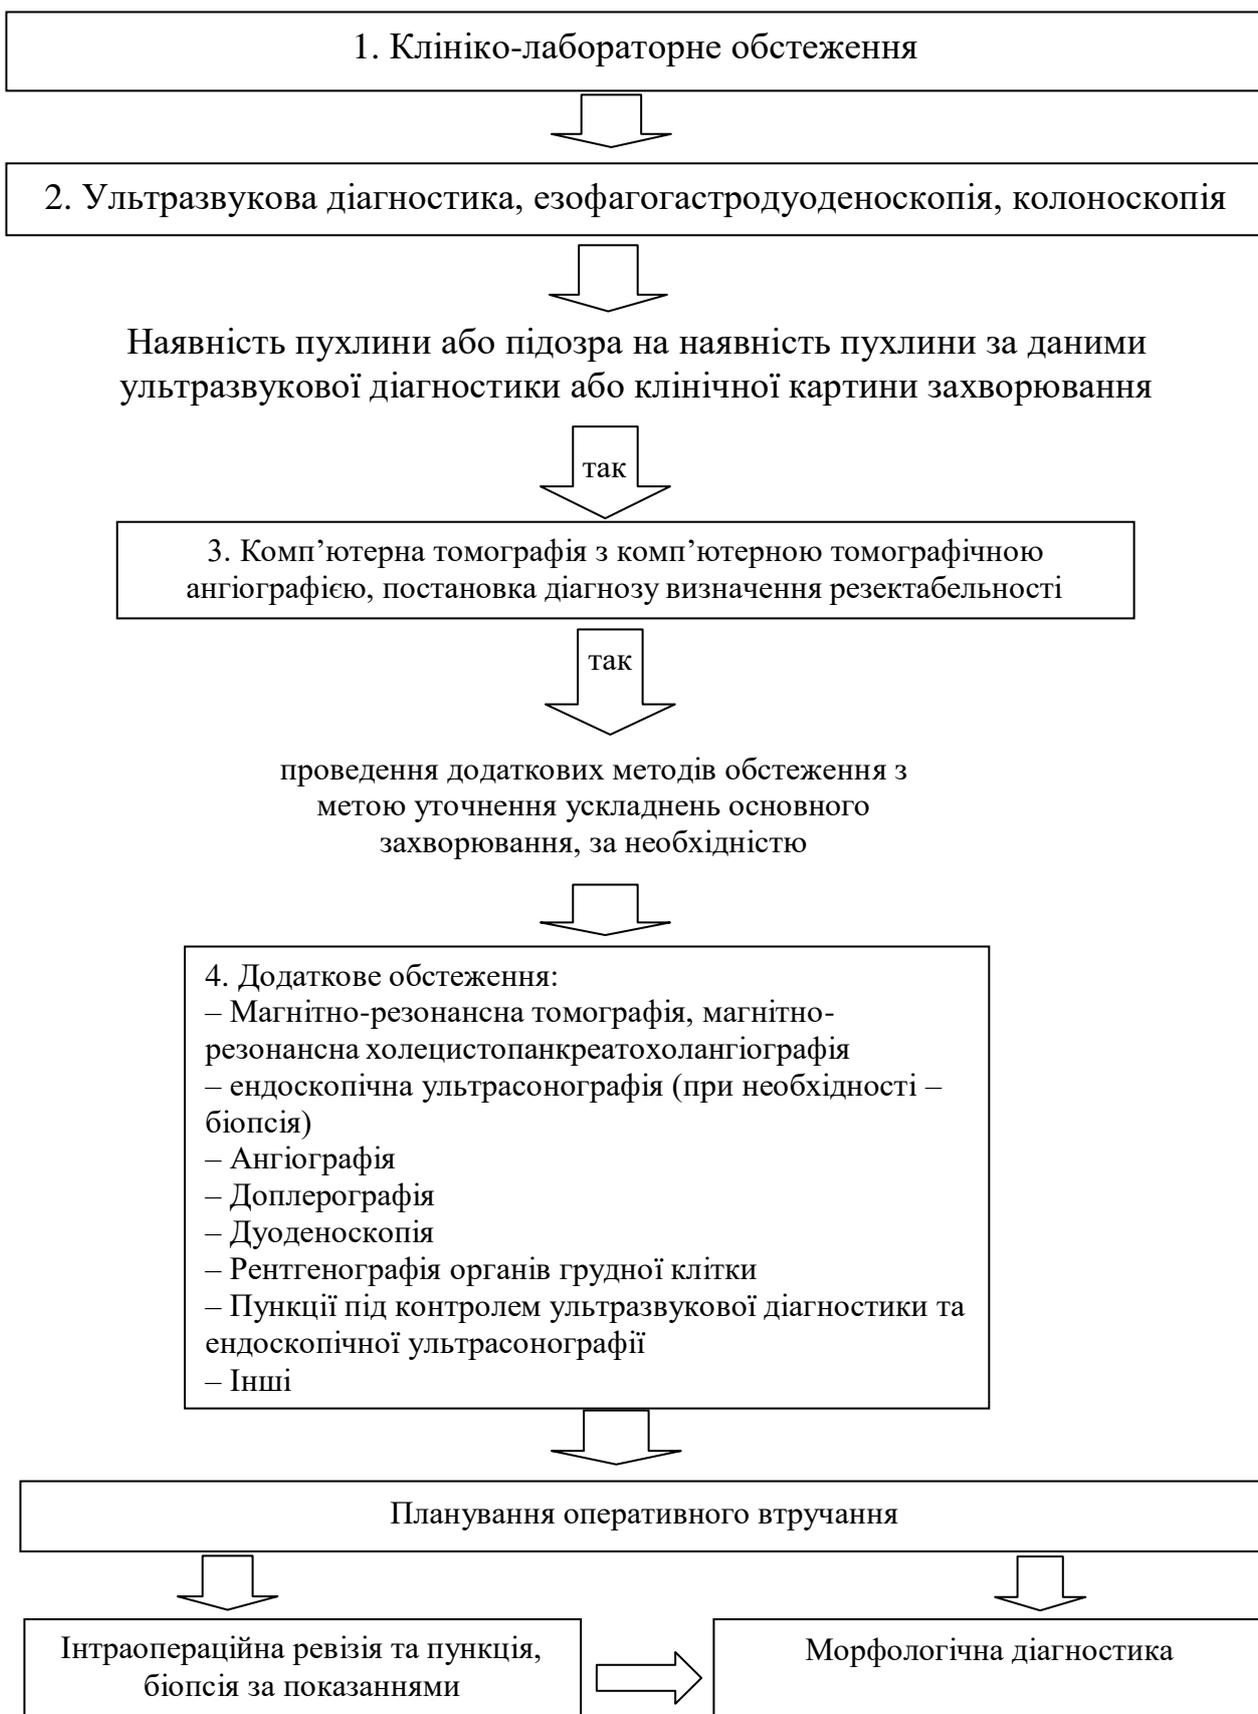 1. Клініко-лабораторне обстеження
2. Ультразвукова діагностика, езофагогастродуоденоскопія, колоноскопія
Наявність пухлини або підозра на наявність пухлини за даними
ультразвукової діагностики або клінічної картини захворювання
так
3. Комп’ютерна томографія з комп’ютерною томографічною
ангіографією, постановка діагнозу визначення резектабельності
так
проведення додаткових методів обстеження з
метою уточнення ускладнень основного
захворювання, за необхідністю
4. Додаткове обстеження:
– Магнітно-резонансна томографія, магнітно-
резонансна холецистопанкреатохолангіографія
– ендоскопічна ультрасонографія (при необхідності –
біопсія)
– Ангіографія
– Доплерографія
– Дуоденоскопія
– Рентгенографія органів грудної клітки
– Пункції під контролем ультразвукової діагностики та
ендоскопічної ультрасонографії
– Інші
Планування оперативного втручання
Інтраопераційна ревізія та пункція,
біопсія за показаннями
Морфологічна діагностика